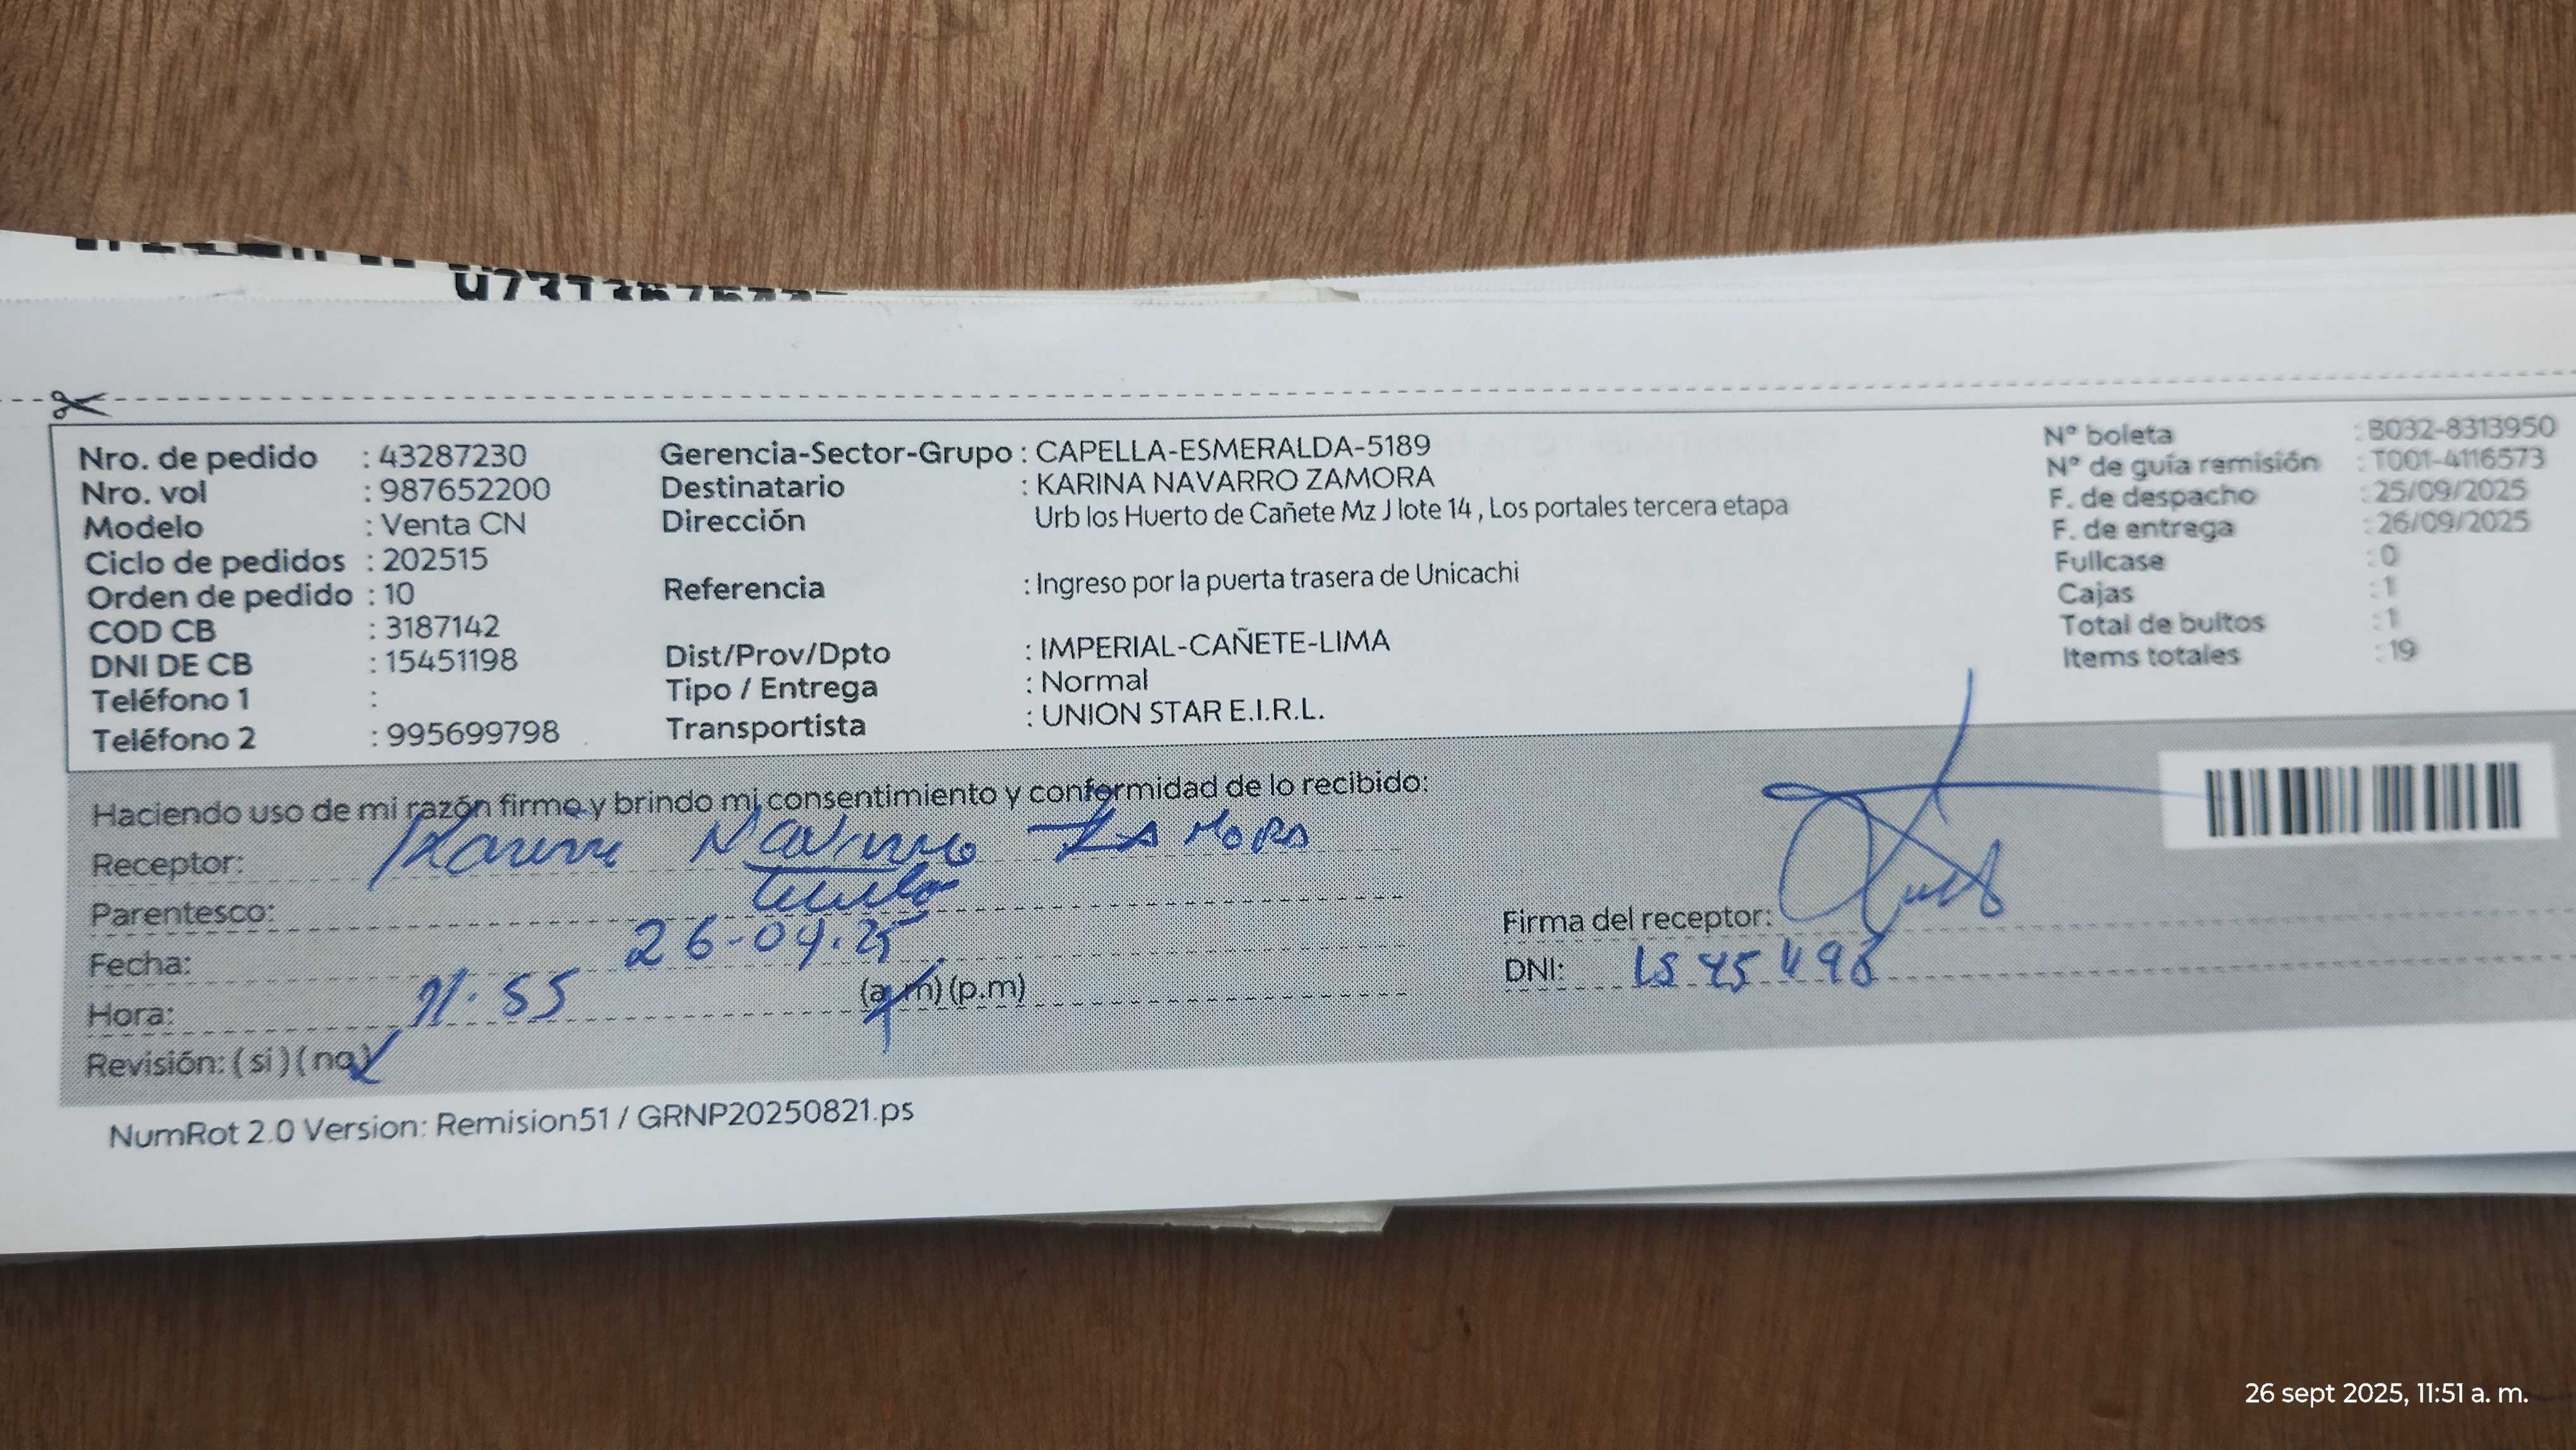 Nro. de pedido : 43287230
Nro. vol : 987652200
Modelo : Venta CN
Ciclo de pedidos : 202515
Orden de pedido : 10
COD CB : 3187142
DNI DE CB : 15451198
Teléfono 1 :
Teléfono 2 : 995699798
Gerencia-Sector-Grupo : CAPELLA-ESMERALDA-5189
Destinatario : KARINA NAVARRO ZAMORA
Dirección Urb los Huerto de Cañete Mz J lote 14 , Los portales tercera etapa
Referencia : Ingreso por la puerta trasera de Unicachi
Dist/Prov/Dpto : IMPERIAL-CAÑETE-LIMA
Tipo / Entrega : Normal
Transportista : UNION STAR E.I.R.L.
N° boleta : B032-8313950
N° de guía remisión : T001-4116573
F. de despacho : 25/09/2025
F. de entrega : 26/09/2025
Fullcase : 0
Cajas : 1
Total de bultos : 1
Items totales : 19
Haciendo uso de mi razón firmo y brindo mi consentimiento y conformidad de lo recibido:
Receptor: Karina Navarro Zamora
Parentesco:
Fecha: 26-09-25
Hora: 11:55 (a.m) (p.m)
Revisión: (si) (no)
Firma del receptor:
DNI:
NumRot 2.0 Version: Remision51 / GRNP20250821.ps
26 sept 2025, 11:51 a. m.